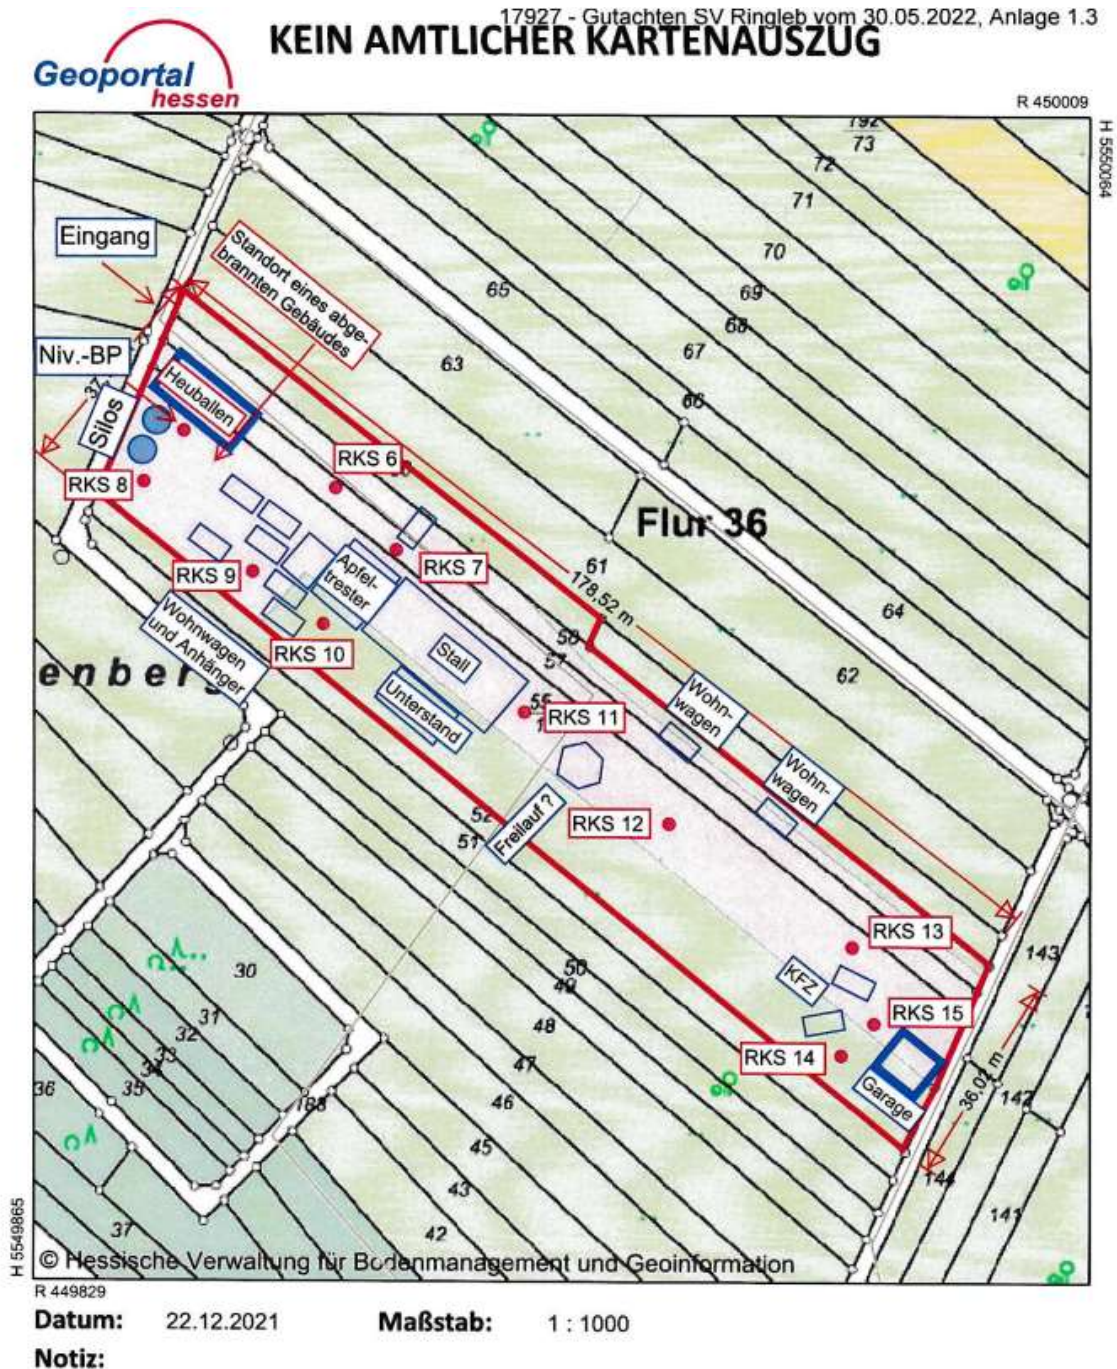 17927 - Gutachten SV Ringleb vom 30.05.2022, Anlage 1.3
KEIN AMTLICHER KARTENAUSZUG
Geoportal
hessen
R 450009
H 5550064
192
73
72
71
70
69
68
67
66
65
63
Eingang
Standort eines abge-
brannten Gebäudes
Niv.-BP
37
Silos
Heuballen
RKS 6
RKS 8
Flur 36
RKS 7
61
178,52 m
64
RKS 9
Apfel-
trester
58
57
62
Wohnwagen
und Anhänger
RKS 10
Stall
enberg
Unterstand
55
RKS 11
Wohn-
wagen
Wohn-
wagen
52
51
Freilauf ?
RKS 12
RKS 13
143
30
50
49
KFZ
31
48
RKS 15
32
33
34
35
36
47
RKS 14
36,02 m
Garage
142
188
46
45
144
43
141
37
42
H 5549865
© Hessische Verwaltung für Bodenmanagement und Geoinformation
R 449829
Datum: 22.12.2021 Maßstab: 1 : 1000
Notiz: